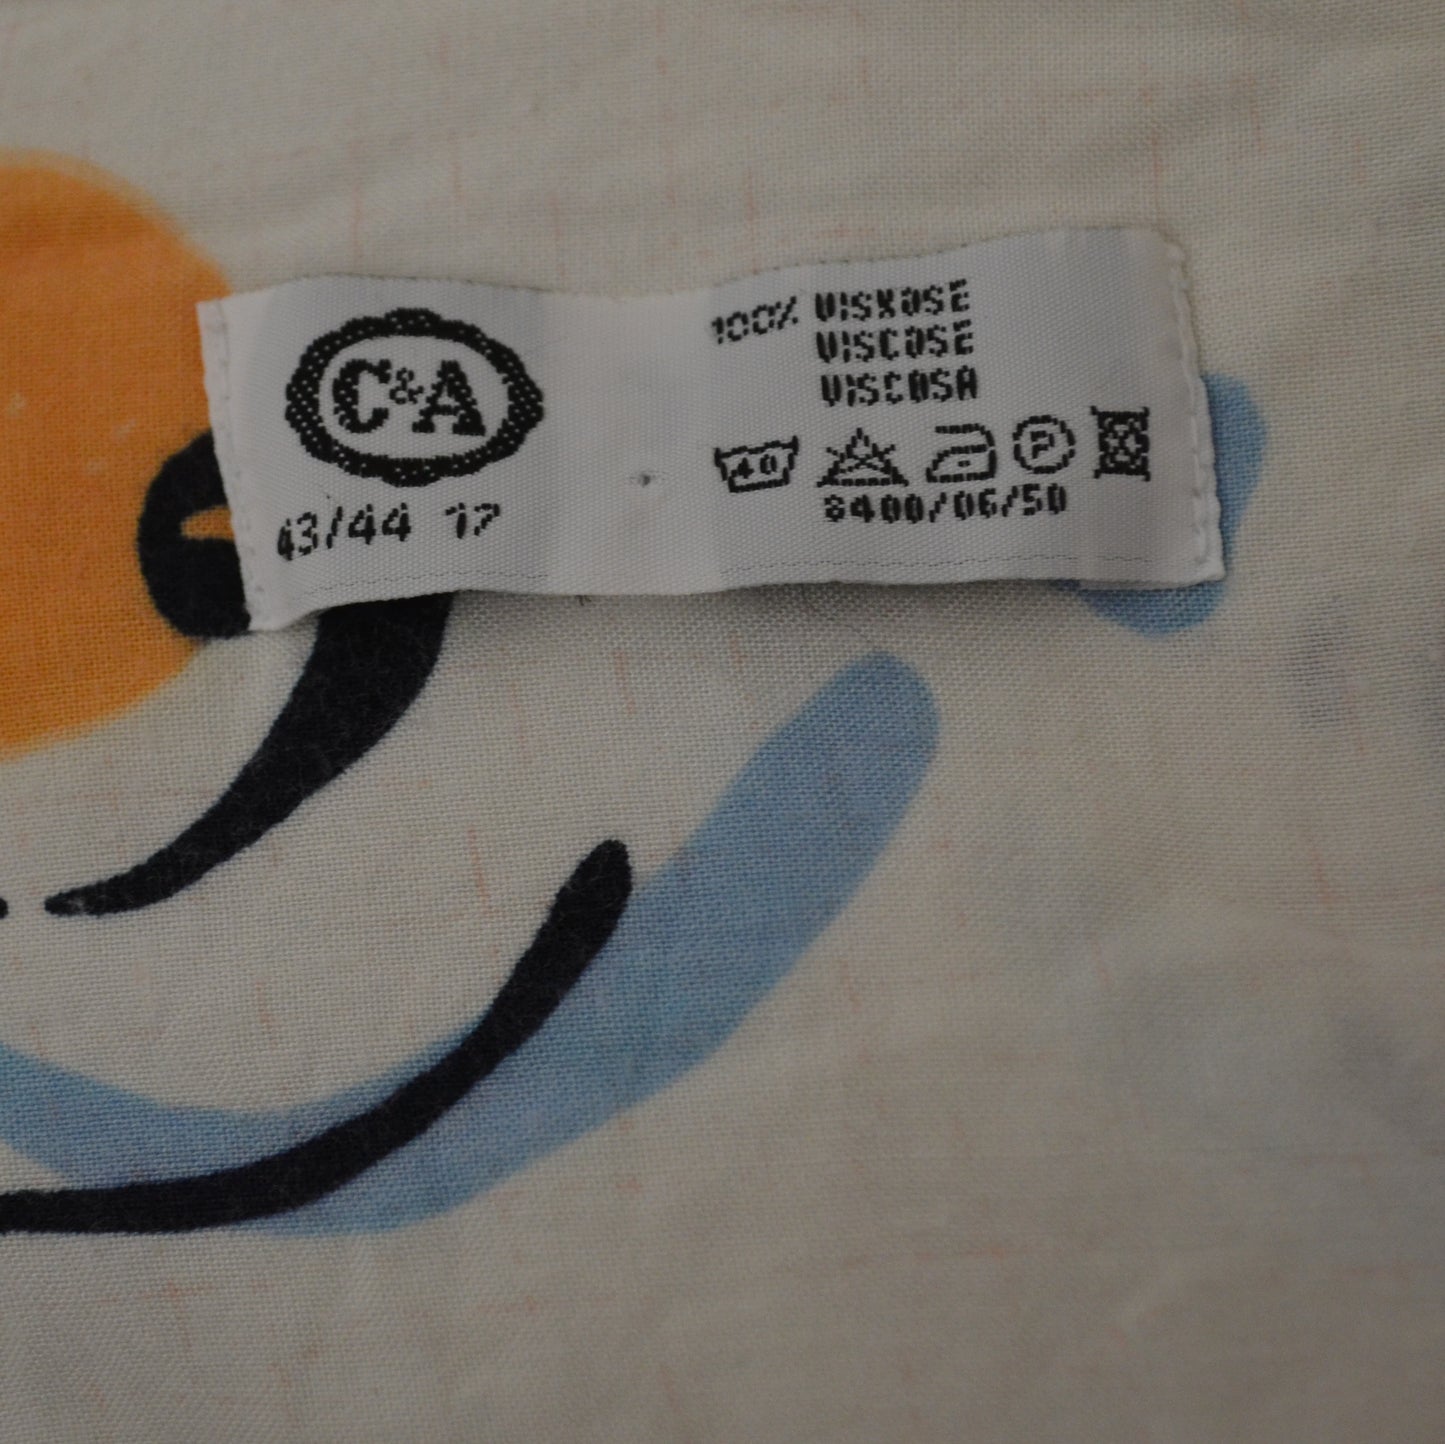 C&A
43/44 17
100% VISKOSE
VISCOSE
VISCOSA
40 P
8400/06/50